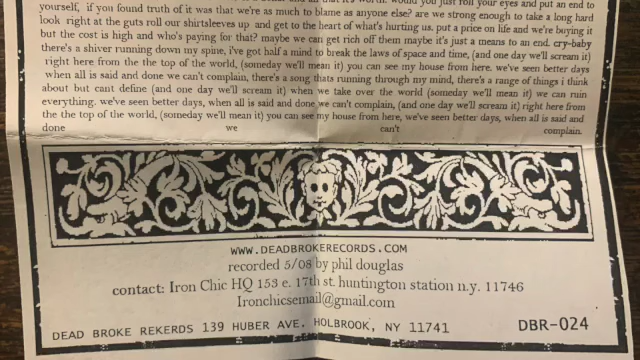 yourself, if you found truth of it was that we're as much to blame as anyone else? are we strong enough to take a long hard
look right at the guts roll our shirtsleeves up and get to the heart of what's hurting us. put a price on life and we're buying it
but the cost is high and who's paying for that? maybe we can get rich off them maybe it's just a means to an end. cry-baby
there's a shiver running down my spine, i've got half a mind to break the laws of space and time, (and one day we'll scream it)
right here from the the top of the world, (someday we'll mean it) you can see my house from here. we've seen better days
when all is said and done we can't complain, there's a song thats running through my mind, there's a range of things i think
about but cant define (and one day we'll scream it) when we take over the world (someday we'll mean it) we can ruin
everything. we've seen better days, when all is said and done we can't complain, (and one day we'll scream it) right here from
the the top of the world, (someday we'll mean it) you can see my house from here, we've seen better days, when all is said and
done we can't complain.
WWW.DEADBROKERECORDS.COM
recorded 5/08 by phil douglas
contact: Iron Chic HQ 153 e. 17th st. huntington station n.y. 11746
Ironchicsemail@gmail.com
DEAD BROKE REKERDS 139 HUBER AVE. HOLBROOK, NY 11741 DBR-024